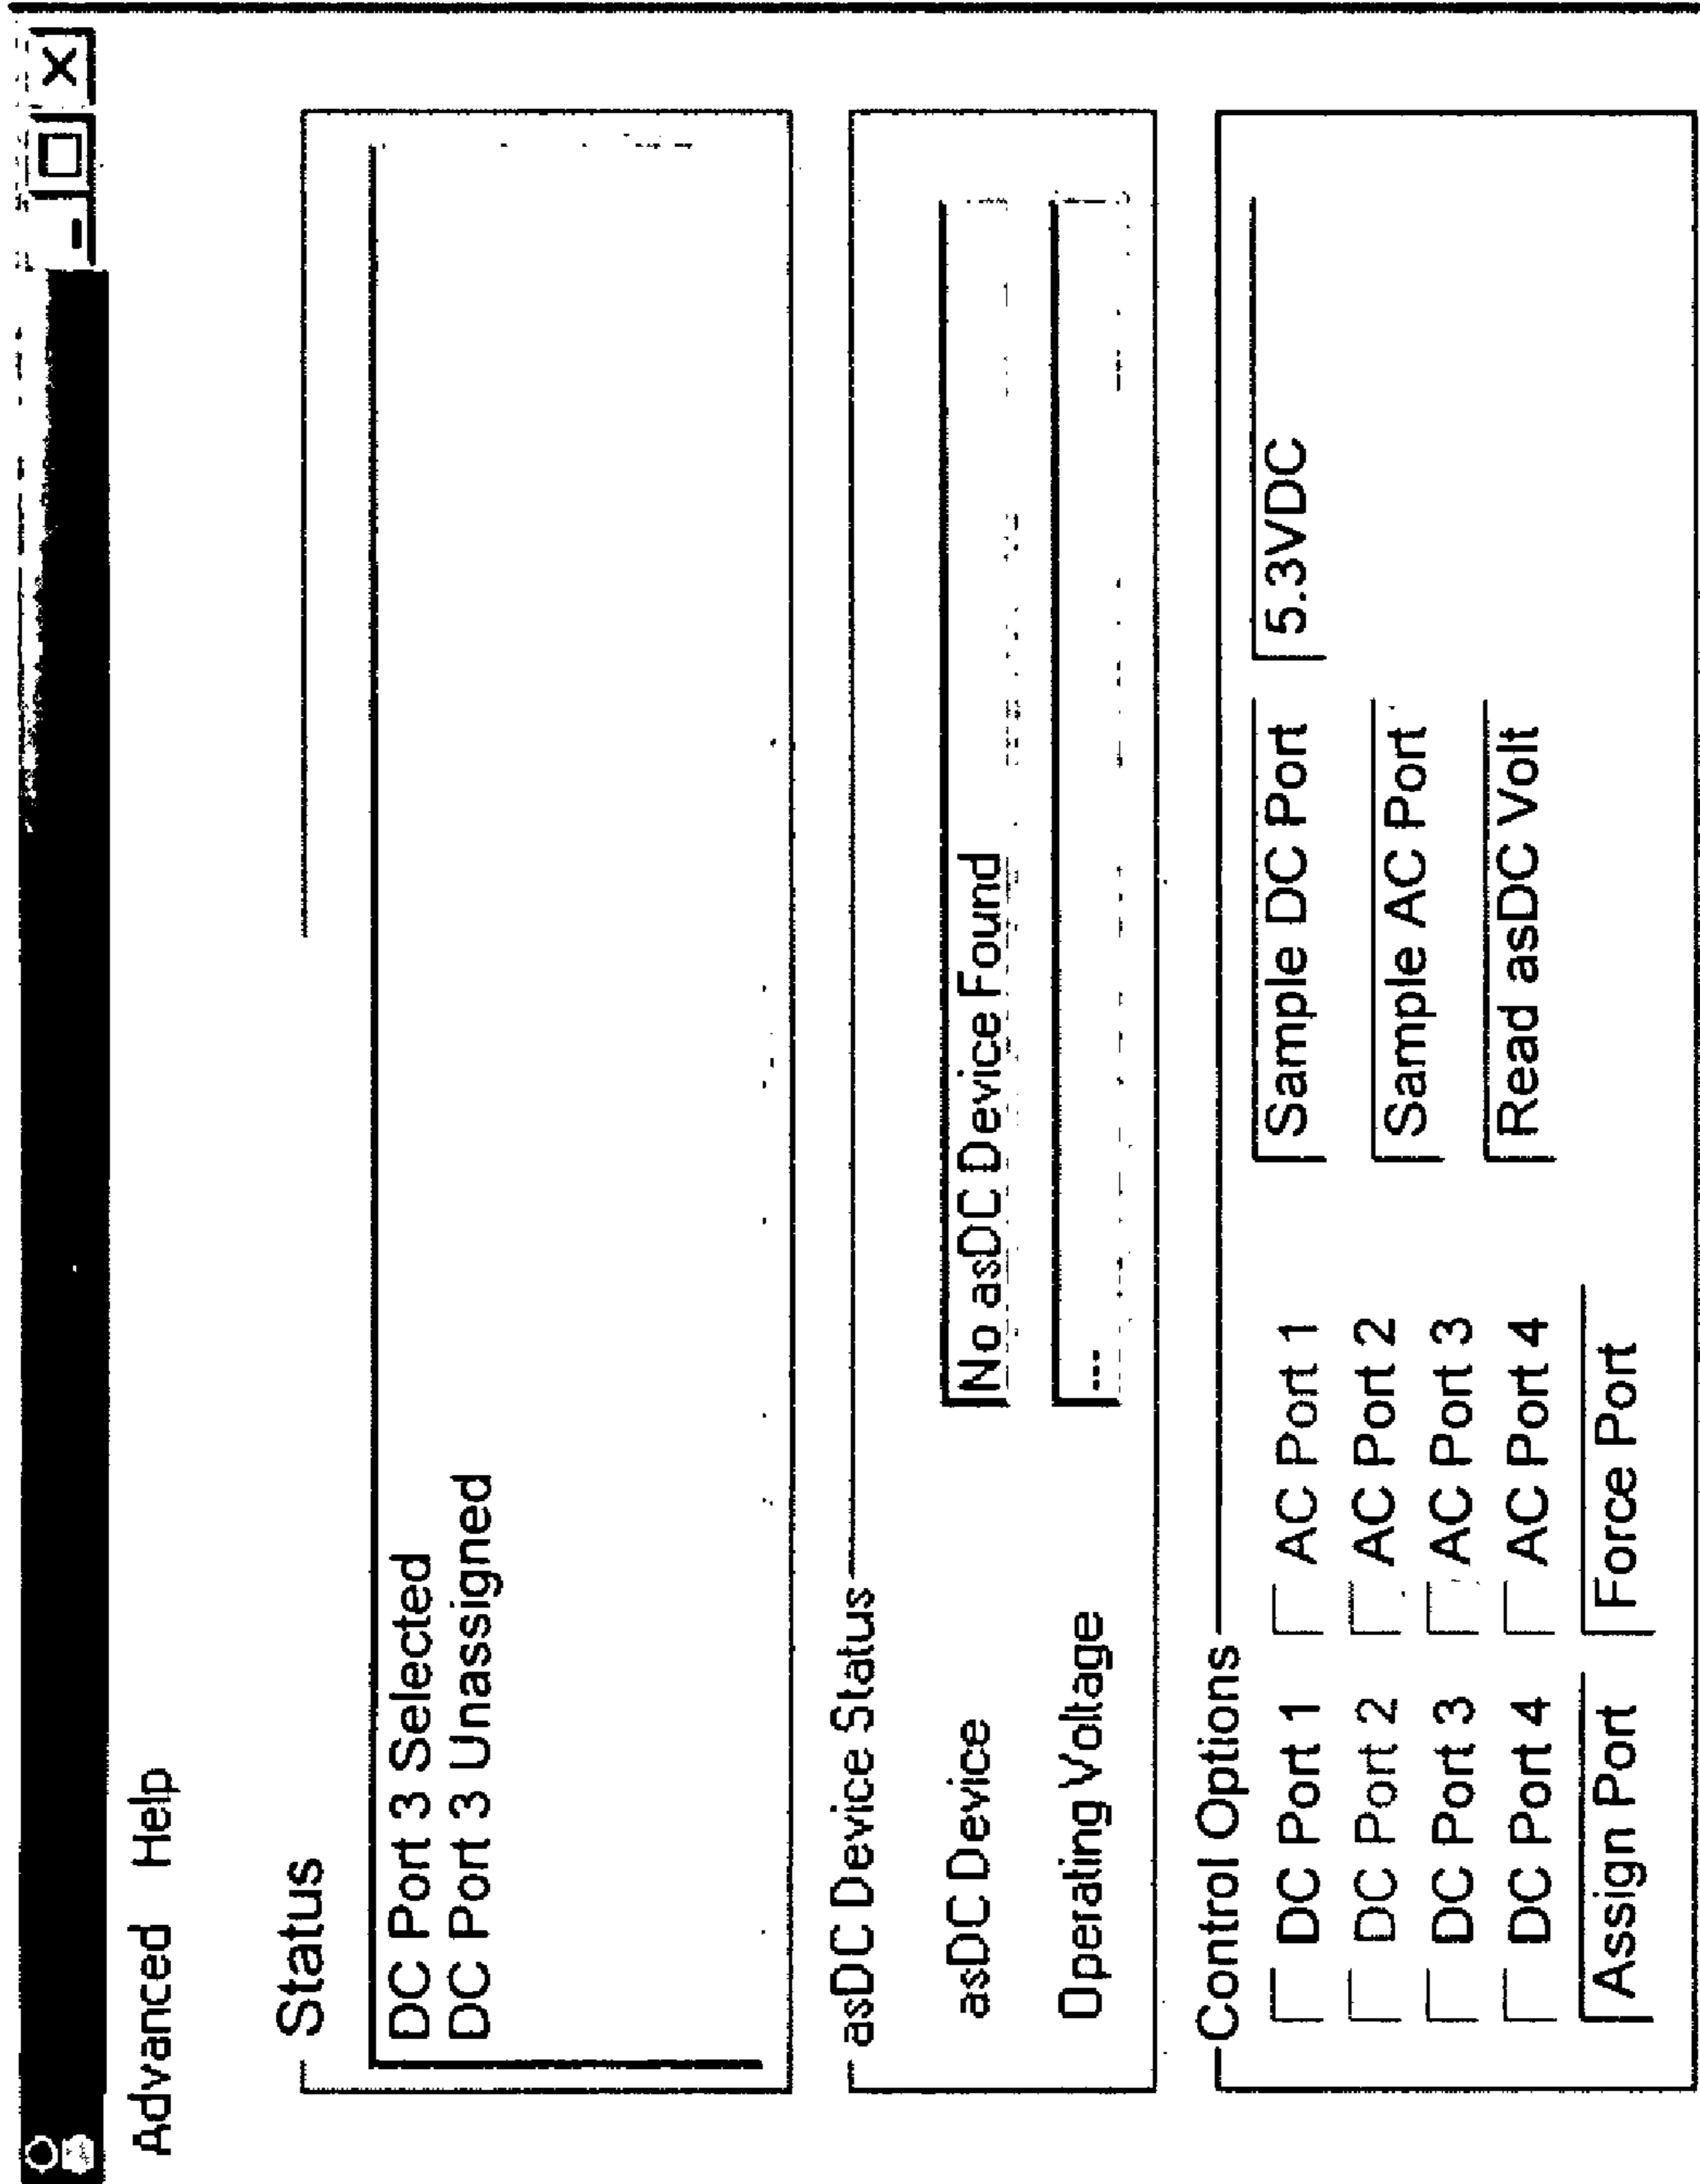 Advanced Help
Status
DC Port 3 Selected
DC Port 3 Unassigned
asDC Device Status
asDC Device No asDC Device Found
Operating Voltage ---
Control Options
DC Port 1 AC Port 1 Sample DC Port 5.3VDC
DC Port 2 AC Port 2 Sample AC Port
DC Port 3 AC Port 3 Read asDC Volt
DC Port 4 AC Port 4
Assign Port Force Port